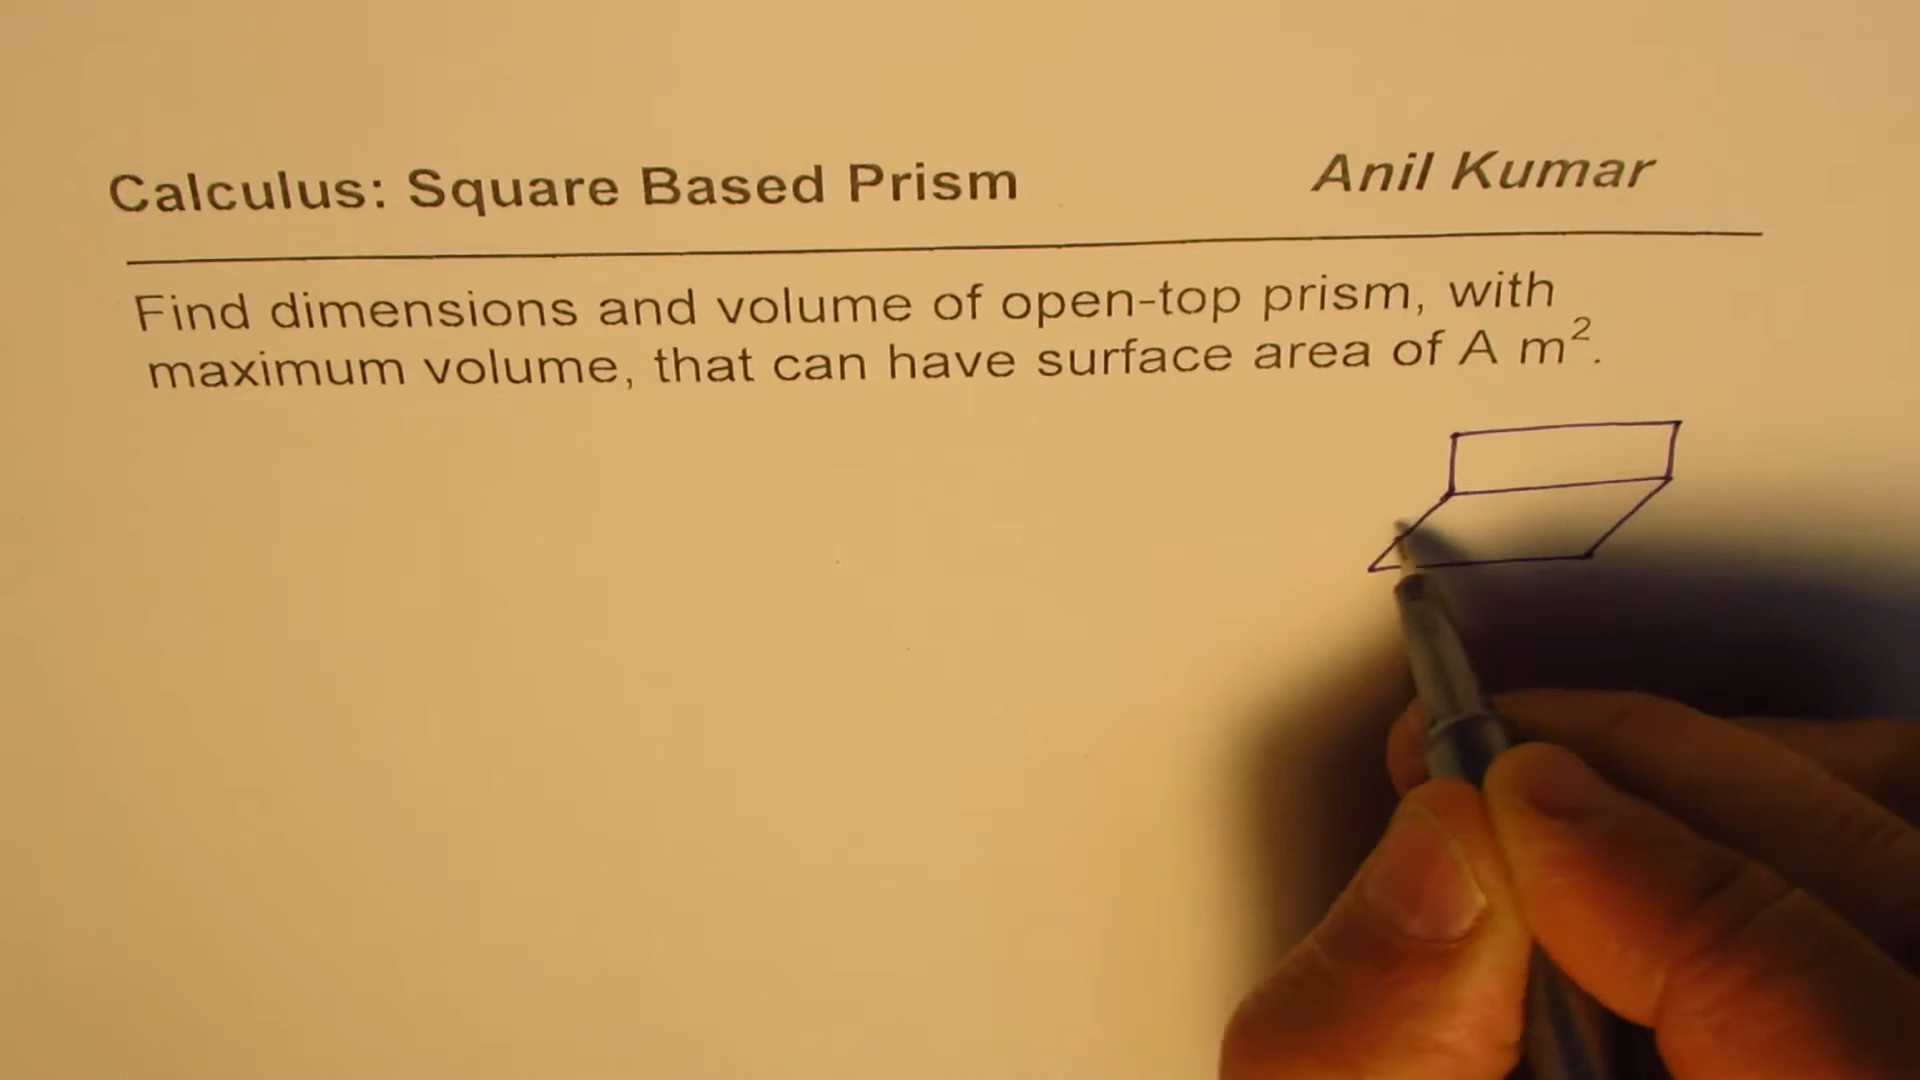 Calculus: Square Based Prism
Anil Kumar
Find dimensions and volume of open-top prism, with
maximum volume, that can have surface area of A m².